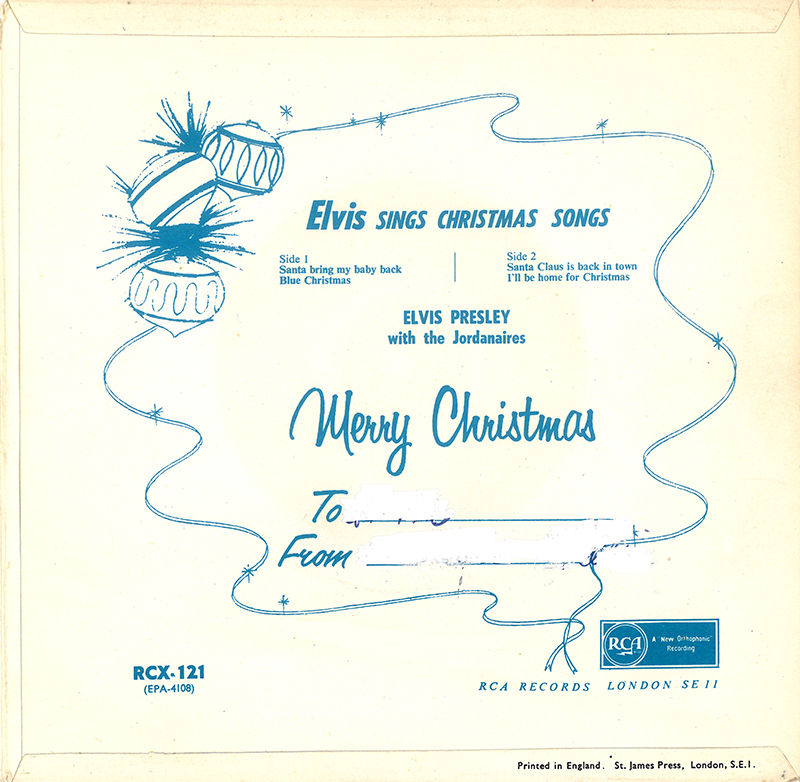 Elvis SINGS CHRISTMAS SONGS
Side 1
Santa bring my baby back
Blue Christmas
Side 2
Santa Claus is back in town
I'll be home for Christmas
ELVIS PRESLEY
with the Jordanaires
Merry Christmas
To
From
RCX-121
(EPA-4108)
RCA
A "New Orthophonic"
Recording
RCA RECORDS LONDON SE11
Printed in England. St. James Press, London, S.E.1.